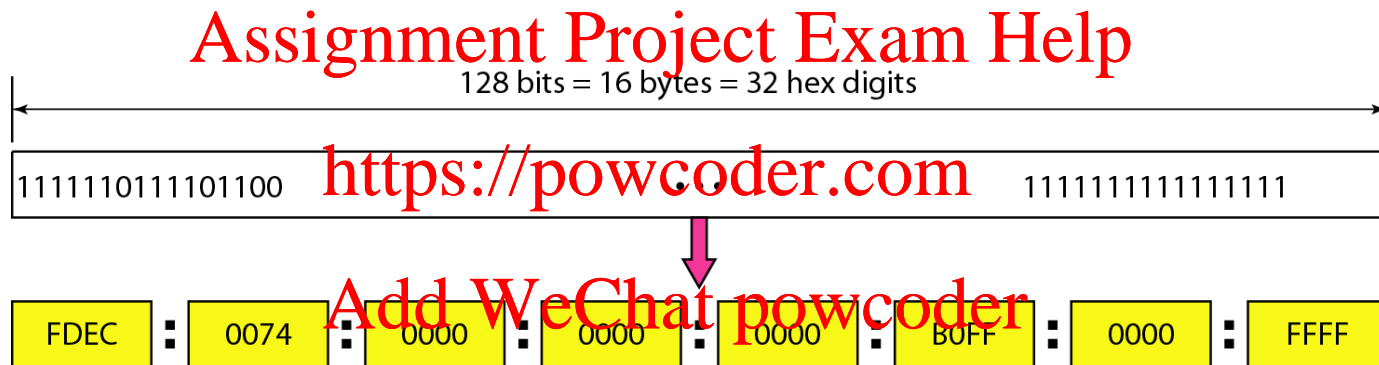 Assignment Project Exam Help
128 bits = 16 bytes = 32 hex digits
1111110111101100 https://powcoder.com • • • 1111111111111111
Add WeChat powcoder
FDEC : 0074 : 0000 : 0000 : 0000 : B0FF : 0000 : FFFF